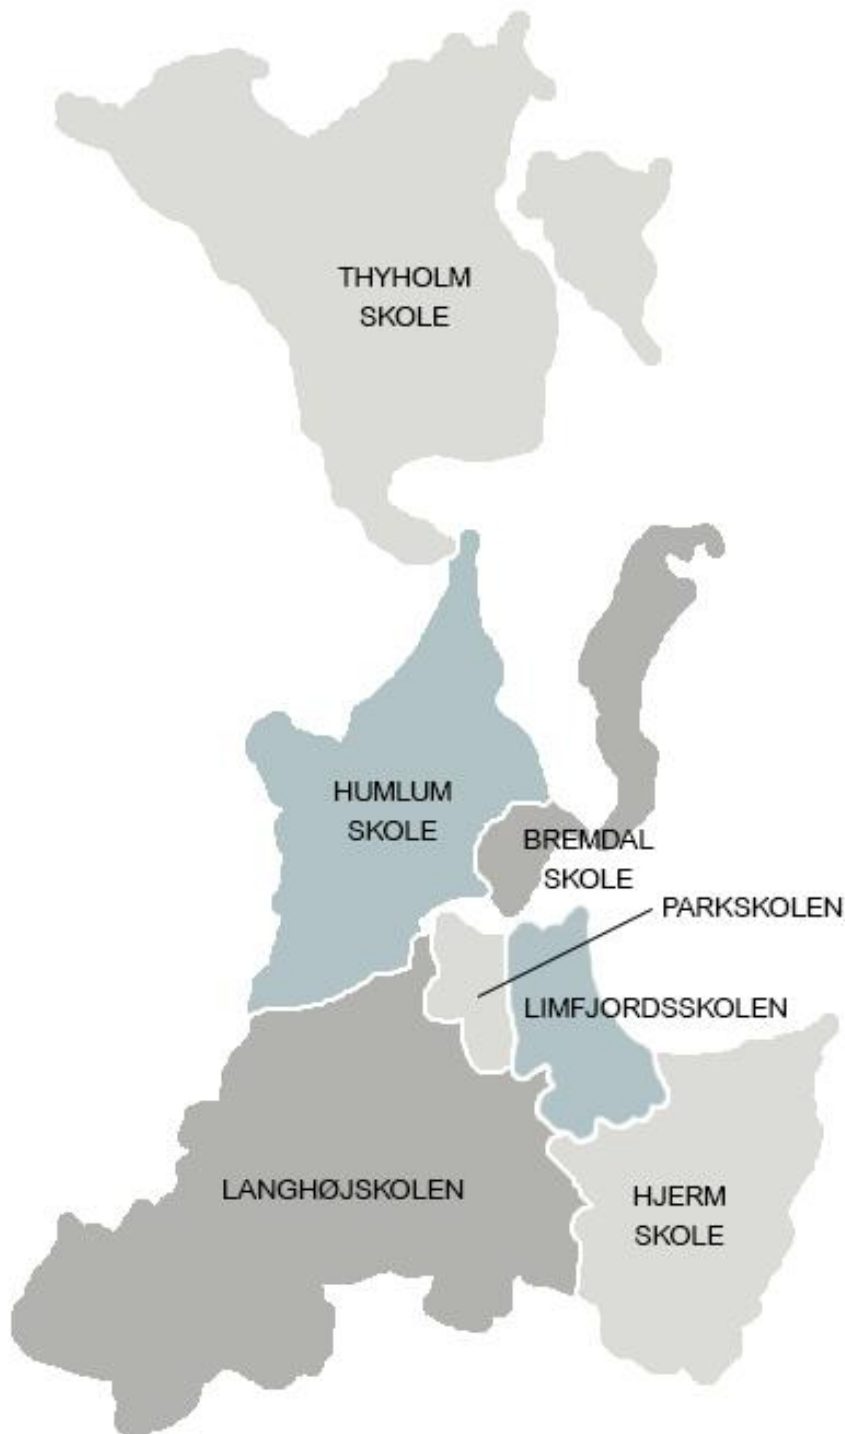 THYHOLM
SKOLE
HUMLUM
SKOLE
BREMDAL
SKOLE
PARKSKOLEN
LIMFJORDSSKOLEN
LANGHØJSKOLEN
HJERM
SKOLE